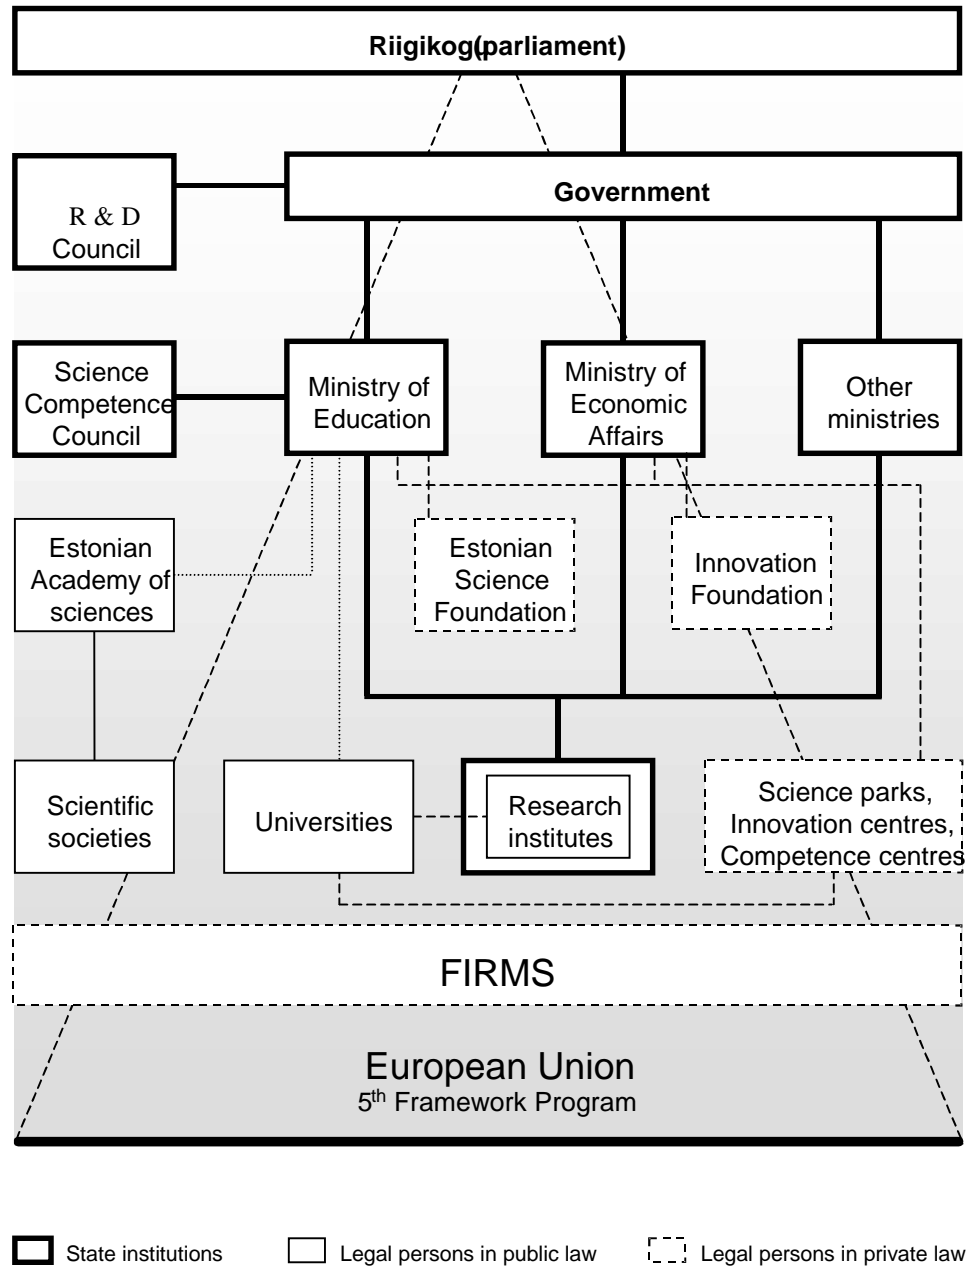 Riigikogu(parliament)
Government
R & D
Council
Science
Competence
Council
Ministry of
Education
Ministry of
Economic
Affairs
Other
ministries
Estonian
Academy of
sciences
Estonian
Science
Foundation
Innovation
Foundation
Scientific
societies
Universities
Research
institutes
Science parks,
Innovation centres,
Competence centres
FIRMS
European Union
5th Framework Program
State institutions
Legal persons in public law
Legal persons in private law